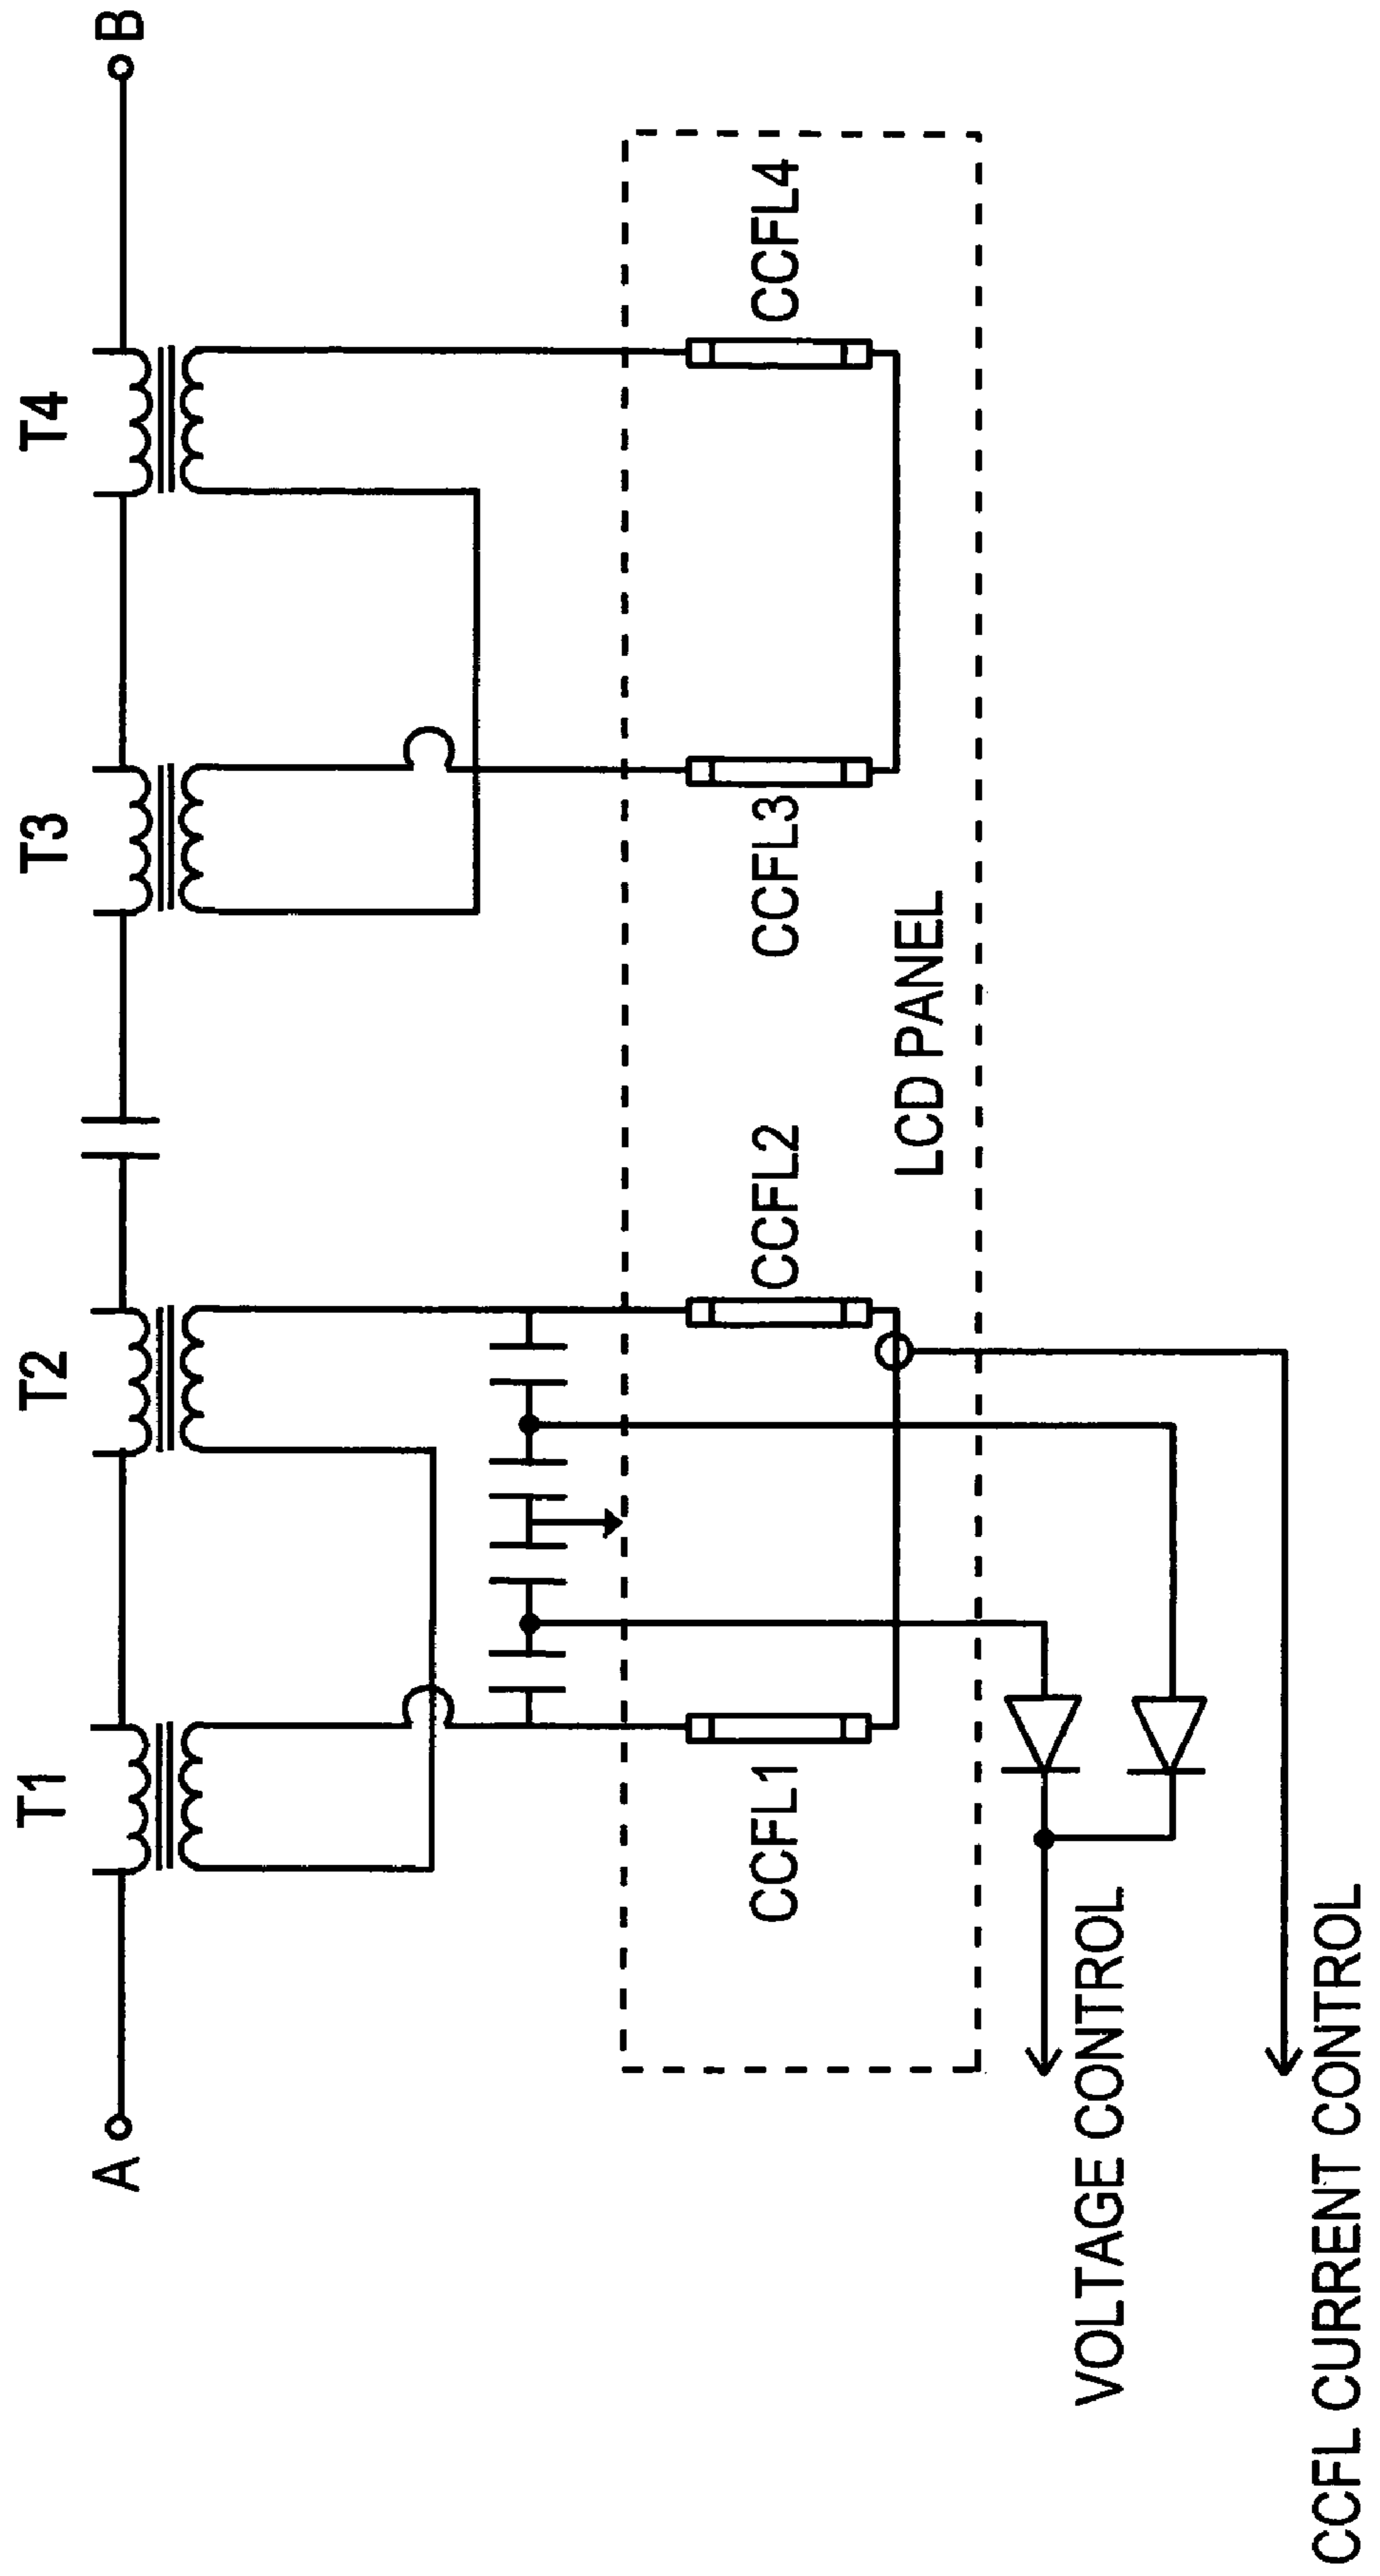 A
B
T1
T2
T3
T4
CCFL1
CCFL2
CCFL3
CCFL4
LCD PANEL
VOLTAGE CONTROL
CCFL CURRENT CONTROL